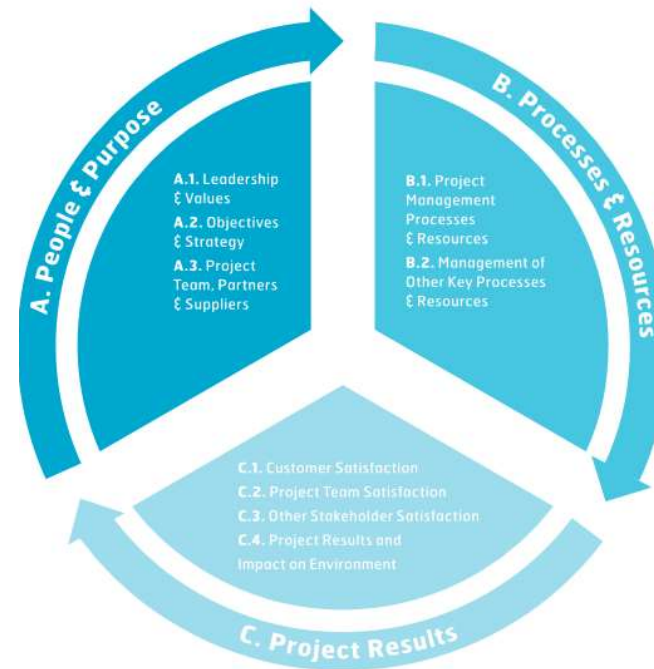 A. People & Purpose
A.1. Leadership
& Values
A.2. Objectives
& Strategy
A.3. Project
Team, Partners
& Suppliers
B. Processes & Resources
B.1. Project
Management
Processes
& Resources
B.2. Management of
Other Key Processes
& Resources
C.1. Customer Satisfaction
C.2. Project Team Satisfaction
C.3. Other Stakeholder Satisfaction
C.4. Project Results and
Impact on Environment
C. Project Results